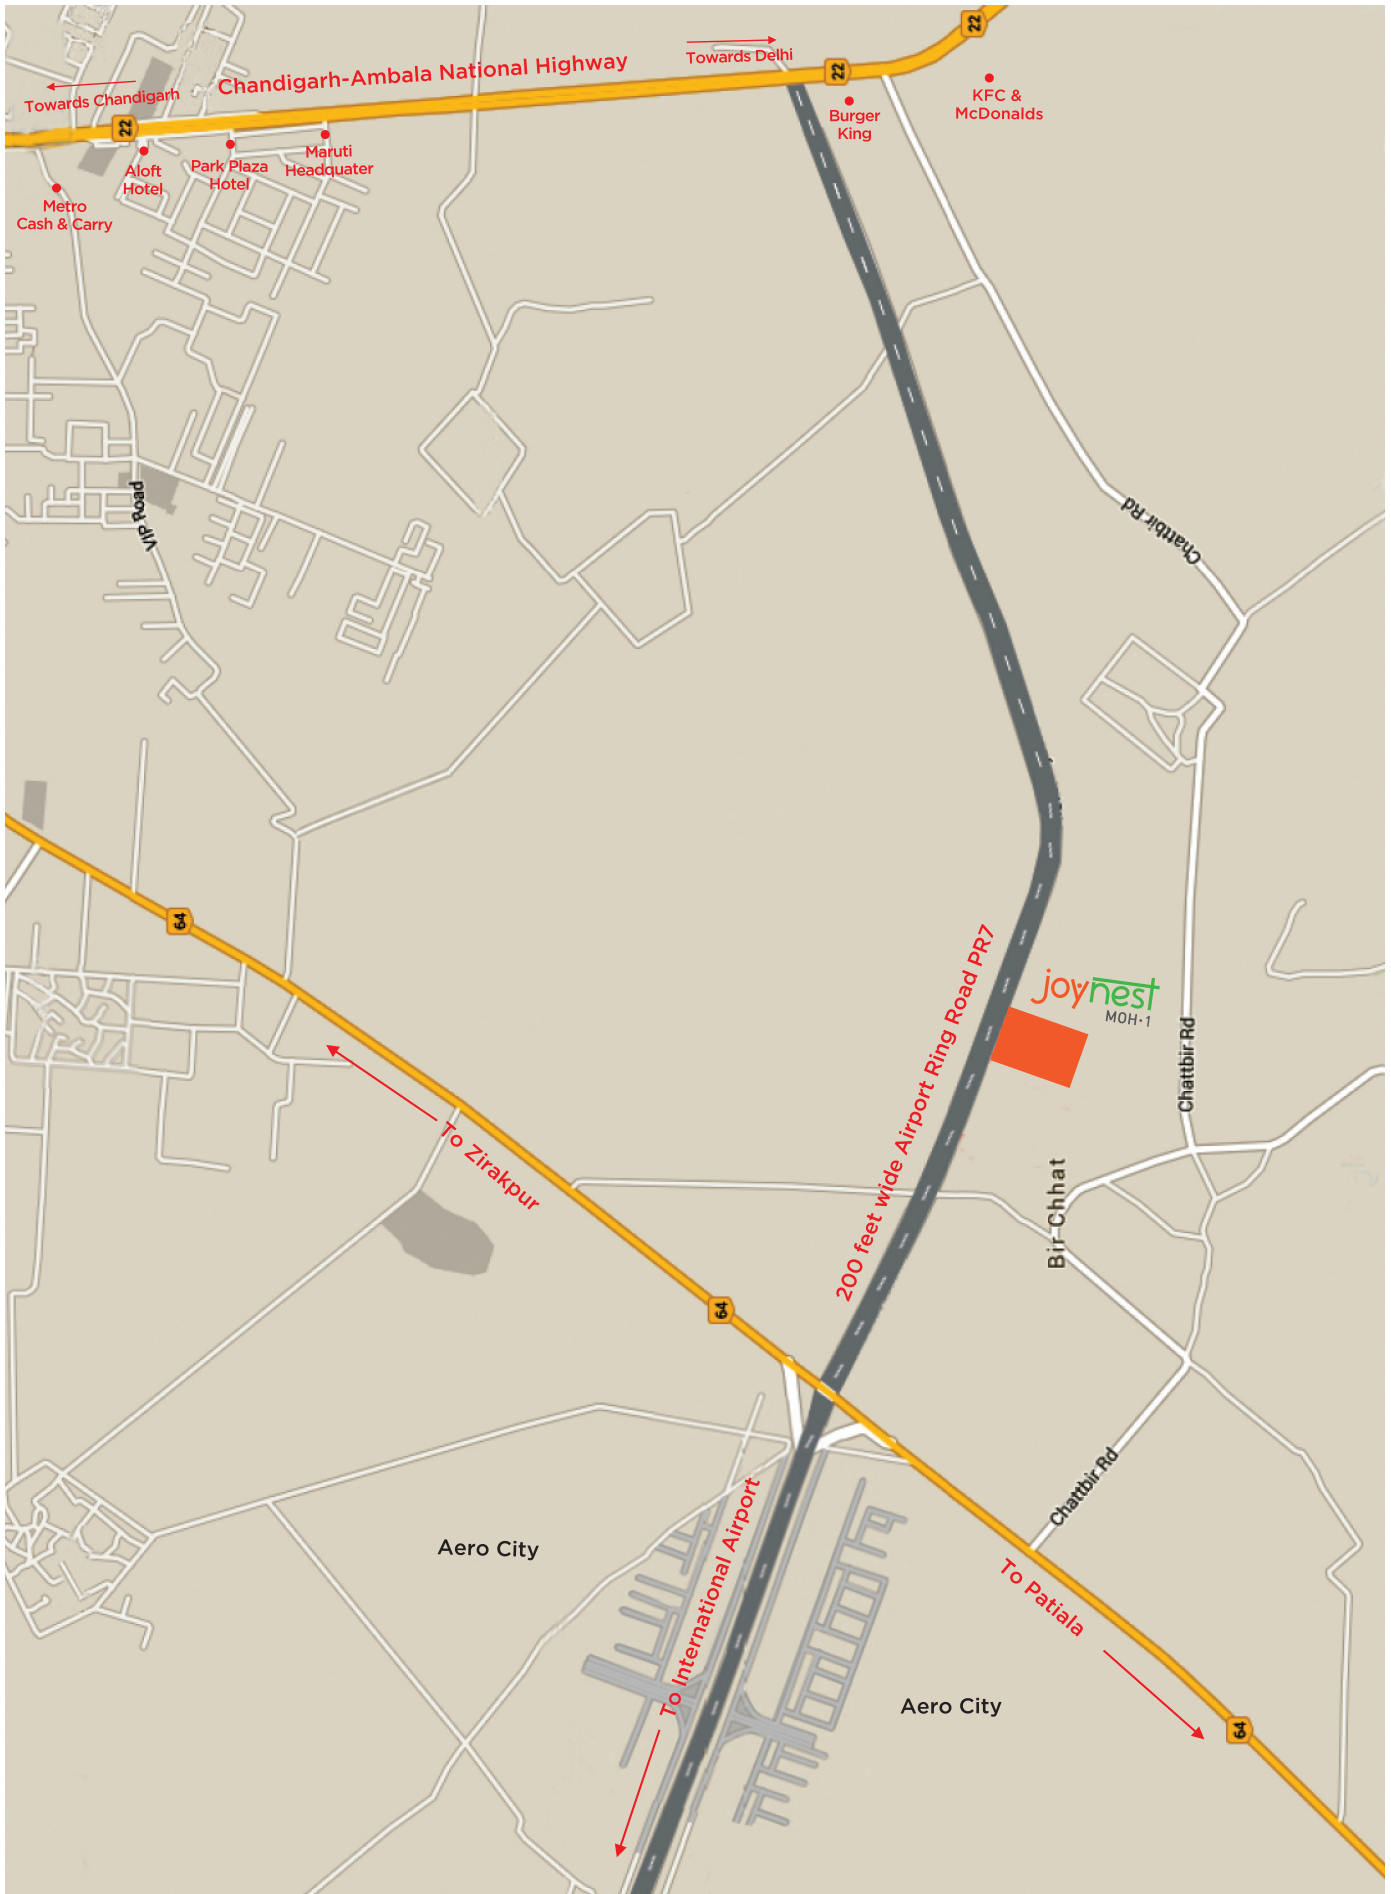 22
Chandigarh-Ambala National Highway
Towards Delhi
22
Towards Chandigarh
KFC &
McDonalds
Burger
King
22
Maruti
Headquater
Park Plaza
Hotel
Aloft
Hotel
Metro
Cash & Carry
VIP Road
Chattbir Rd
64
200 feet wide Airport Ring Road PR7
joynest
MOH·1
Chattbir Rd
To Zirakpur
Bir Chhat
64
Chattbir Rd
To International Airport
Aero City
To Patiala
Aero City
64